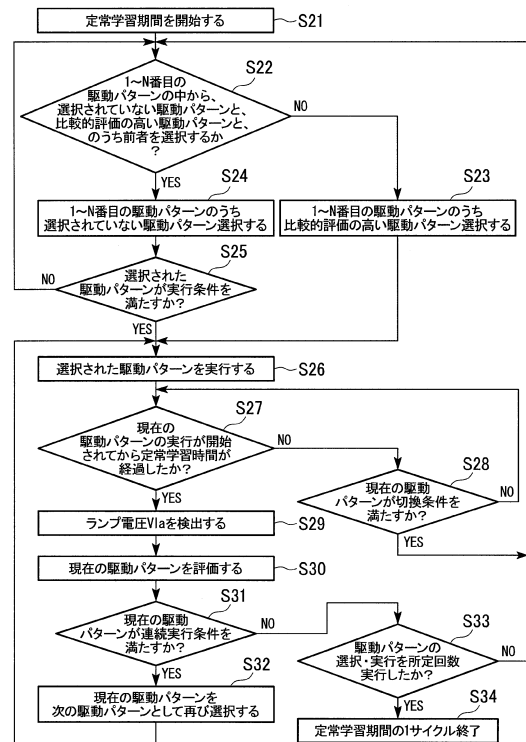 定常学習期間を開始する
S21
S22
1～N番目の
駆動パターンの中から、
選択されていない駆動パターンと、
比較的評価の高い駆動パターンと、
のうち前者を選択するか
？
NO
YES
S24
1～N番目の駆動パターンのうち
選択されていない駆動パターン選択する
S23
1～N番目の駆動パターンのうち
比較的評価の高い駆動パターン選択する
S25
NO
選択された
駆動パターンが実行条件を
満たすか？
YES
選択された駆動パターンを実行する
S26
S27
現在の
駆動パターンの実行が開始
されてから定常学習時間が
経過したか？
NO
YES
S28
現在の駆動
パターンが切換条件を
満たすか？
NO
YES
ランプ電圧Vlaを検出する
S29
現在の駆動パターンを評価する
S30
S31
現在の駆動
パターンが連続実行条件を
満たすか？
NO
YES
S32
現在の駆動パターンを
次の駆動パターンとして再び選択する
S33
駆動パターンの
選択・実行を所定回数
実行したか？
NO
YES
S34
定常学習期間の1サイクル終了